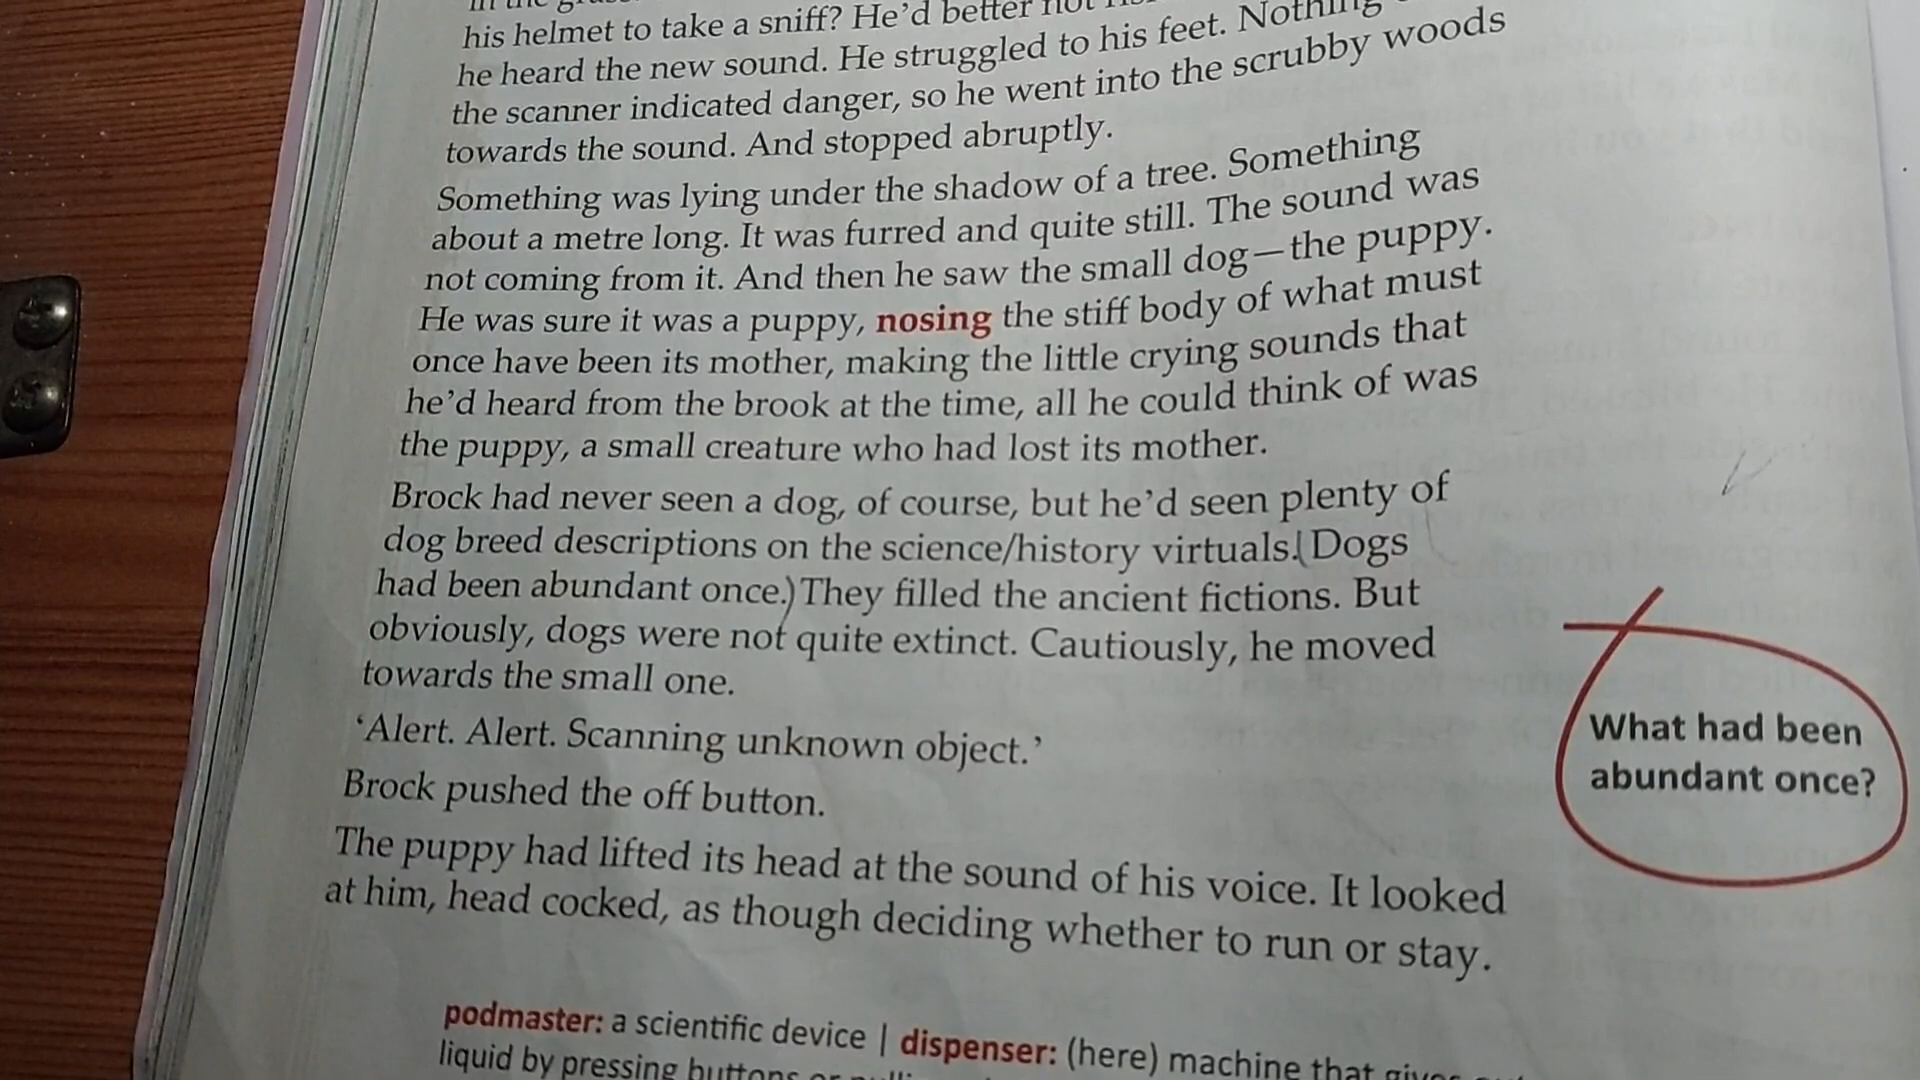 his helmet to take a sniff? He'd better not
he heard the new sound. He struggled to his feet. Nothing
the scanner indicated danger, so he went into the scrubby woods
towards the sound. And stopped abruptly.
Something was lying under the shadow of a tree. Something
about a metre long. It was furred and quite still. The sound was
not coming from it. And then he saw the small dog—the puppy.
He was sure it was a puppy, nosing the stiff body of what must
once have been its mother, making the little crying sounds that
he'd heard from the brook at the time, all he could think of was
the puppy, a small creature who had lost its mother.
Brock had never seen a dog, of course, but he'd seen plenty of
dog breed descriptions on the science/history virtuals. (Dogs
had been abundant once.) They filled the ancient fictions. But
obviously, dogs were not quite extinct. Cautiously, he moved
towards the small one.
'Alert. Alert. Scanning unknown object.'
Brock pushed the off button.
The puppy had lifted its head at the sound of his voice. It looked
at him, head cocked, as though deciding whether to run or stay.
What had been
abundant once?
podmaster: a scientific device | dispenser: (here) machine that gives
liquid by pressing buttons or